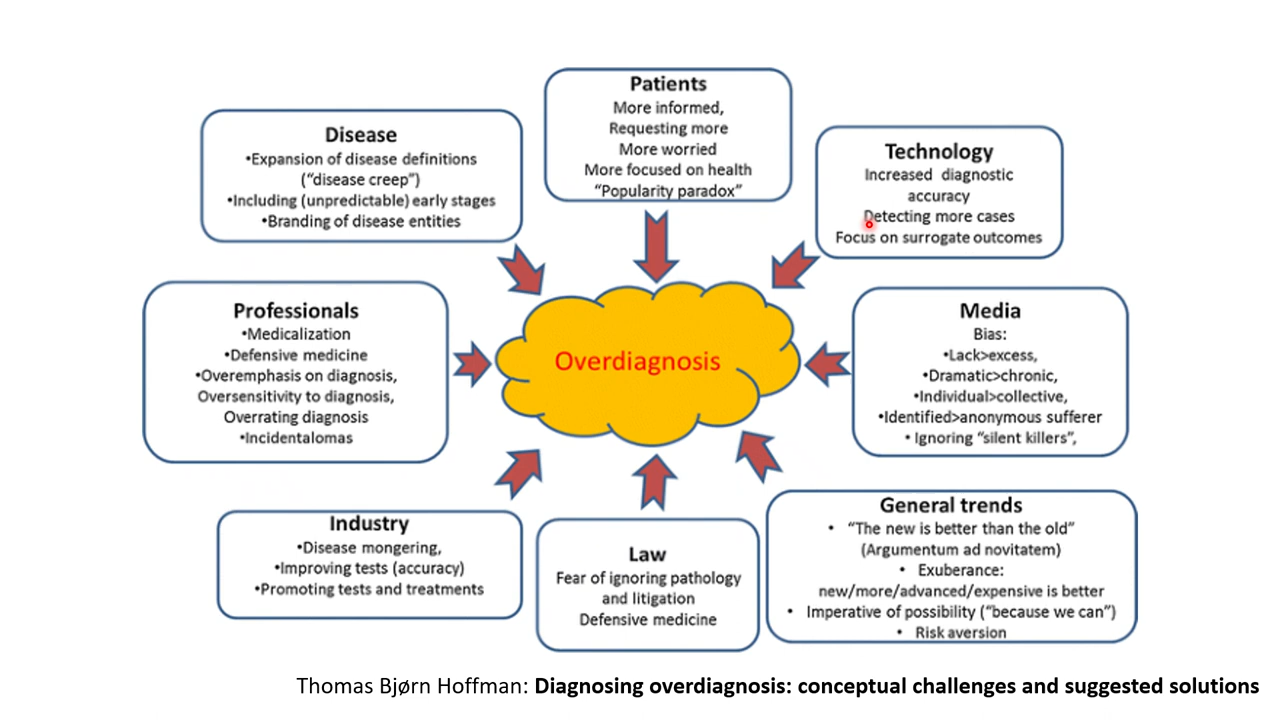 Patients
More informed,
Requesting more
More worried
More focused on health
“Popularity paradox”
Disease
•Expansion of disease definitions
(“disease creep”)
•Including (unpredictable) early stages
•Branding of disease entities
Technology
Increased diagnostic
accuracy
Detecting more cases
Focus on surrogate outcomes
Professionals
•Medicalization
•Defensive medicine
•Overemphasis on diagnosis,
Oversensitivity to diagnosis,
Overrating diagnosis
•Incidentalomas
Overdiagnosis
Media
Bias:
•Lack>excess,
•Dramatic>chronic,
•Individual>collective,
•Identified>anonymous sufferer
• Ignoring “silent killers”,
Industry
•Disease mongering,
•Improving tests (accuracy)
•Promoting tests and treatments
Law
Fear of ignoring pathology
and litigation
Defensive medicine
General trends
• “The new is better than the old”
(Argumentum ad novitatem)
• Exuberance:
new/more/advanced/expensive is better
• Imperative of possibility (“because we can”)
• Risk aversion
Thomas Bjørn Hoffman: Diagnosing overdiagnosis: conceptual challenges and suggested solutions